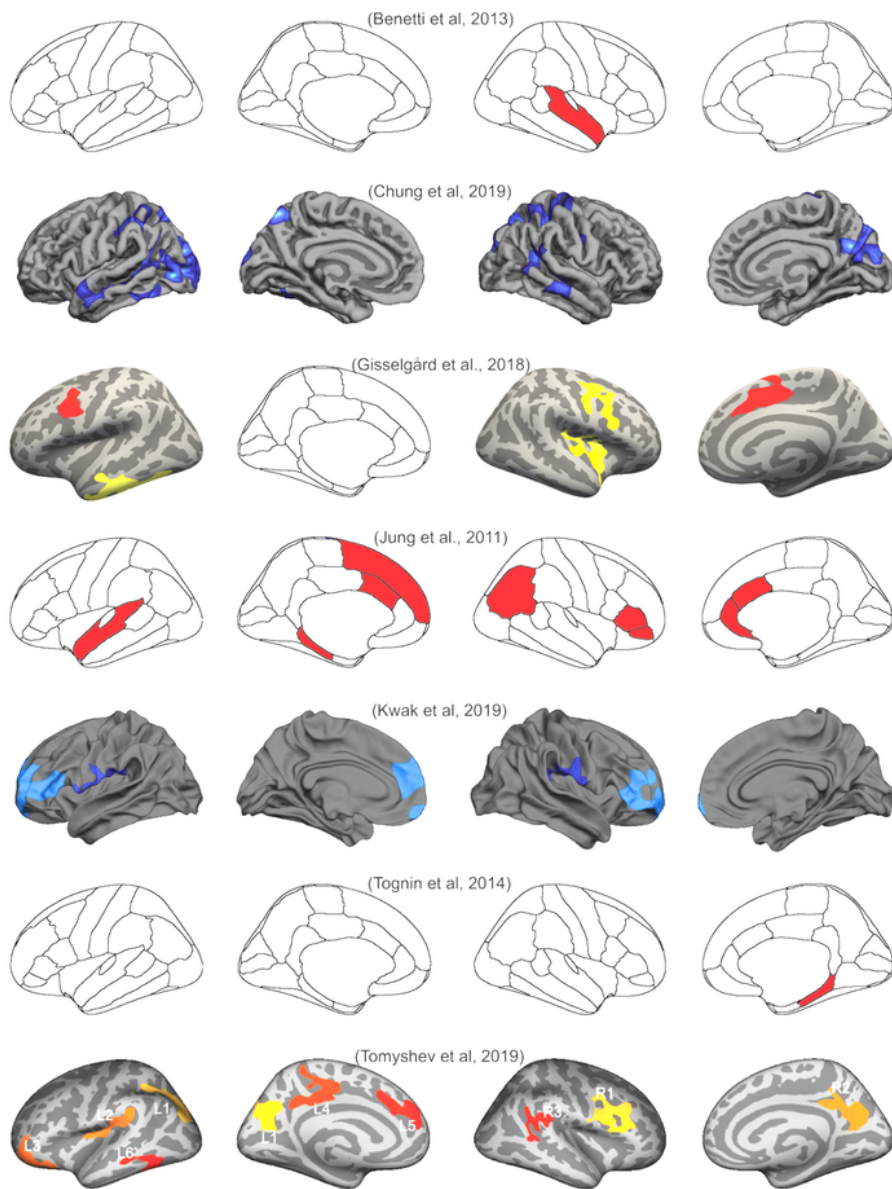 (Benetti et al, 2013)
(Chung et al, 2019)
(Gisselgård et al., 2018)
(Jung et al., 2011)
(Kwak et al, 2019)
(Tognin et al, 2014)
(Tomyshev et al, 2019)
L1 L2 L3 L6
L1 L4 L5
R1 R3
R2